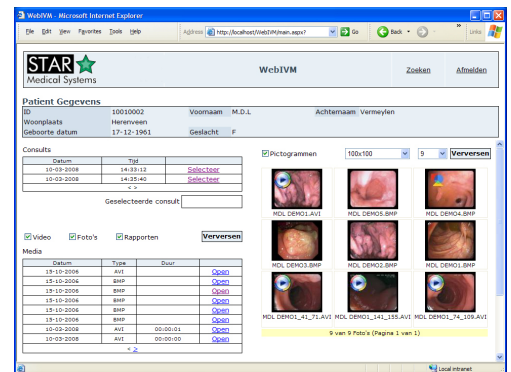 WebIVM - Microsoft Internet Explorer
File Edit View Favorites Tools Help Address http://localhost/WebIVM/main.aspx? Go Back Links
STAR
Medical Systems
WebIVM Zoeken Afmelden
Patient Gegevens
ID 10010002 Voornaam M.D.L Achternaam Vermeylen
Woonplaats Herenveen
Geboorte datum 17-12-1961 Geslacht F
Consults
Datum Tijd
10-03-2008 14:33:12 Selecteer
10-03-2008 14:35:40 Selecteer
< >
Geselecteerde consult
Video Foto's Rapporten Verversen
Media
Datum Type Duur
15-10-2006 AVI Open
15-10-2006 BMP Open
15-10-2006 BMP Open
15-10-2006 BMP Open
15-10-2006 BMP Open
15-10-2006 BMP Open
10-03-2008 AVI 00:00:01 Open
10-03-2008 AVI 00:00:00 Open
< >
Pictogrammen 100x100 9 Verversen
MDL DEMO1.AVI MDL DEMO5.BMP MDL DEMO4.BMP
MDL DEMO3.BMP MDL DEMO2.BMP MDL DEMO1.BMP
MDL DEMO1_41_71.AVI MDL DEMO1_141_155.AVI MDL DEMO1_74_109.AVI
9 van 9 Foto's (Pagina 1 van 1)
Local intranet